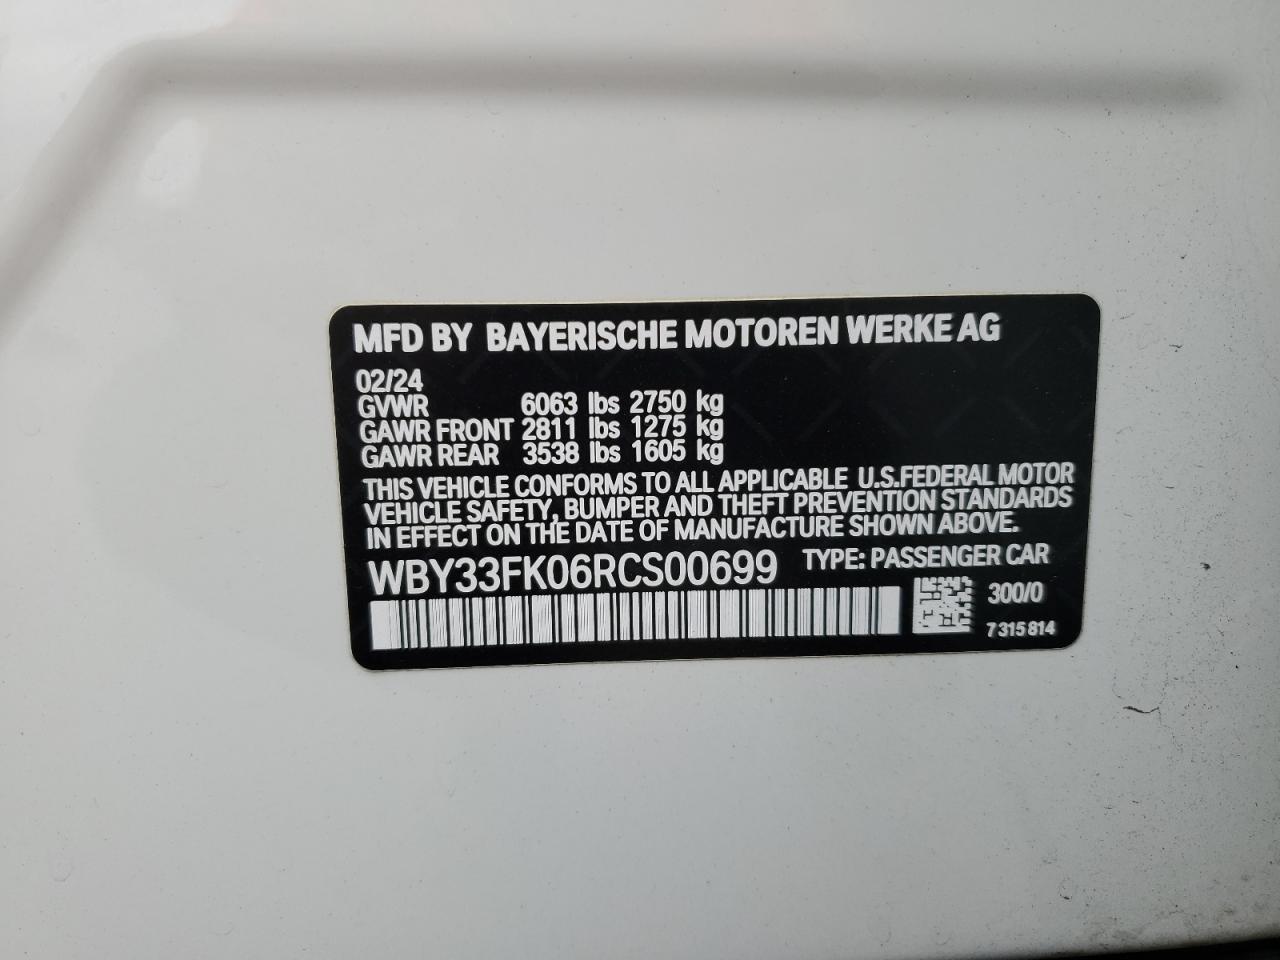 MFD BY BAYERISCHE MOTOREN WERKE AG
02/24
GVWR 6063 lbs 2750 kg
GAWR FRONT 2811 lbs 1275 kg
GAWR REAR 3538 lbs 1605 kg
THIS VEHICLE CONFORMS TO ALL APPLICABLE U.S.FEDERAL MOTOR
VEHICLE SAFETY, BUMPER AND THEFT PREVENTION STANDARDS
IN EFFECT ON THE DATE OF MANUFACTURE SHOWN ABOVE.
WBY33FK06RCS00699 TYPE: PASSENGER CAR
300/0
7 315 814